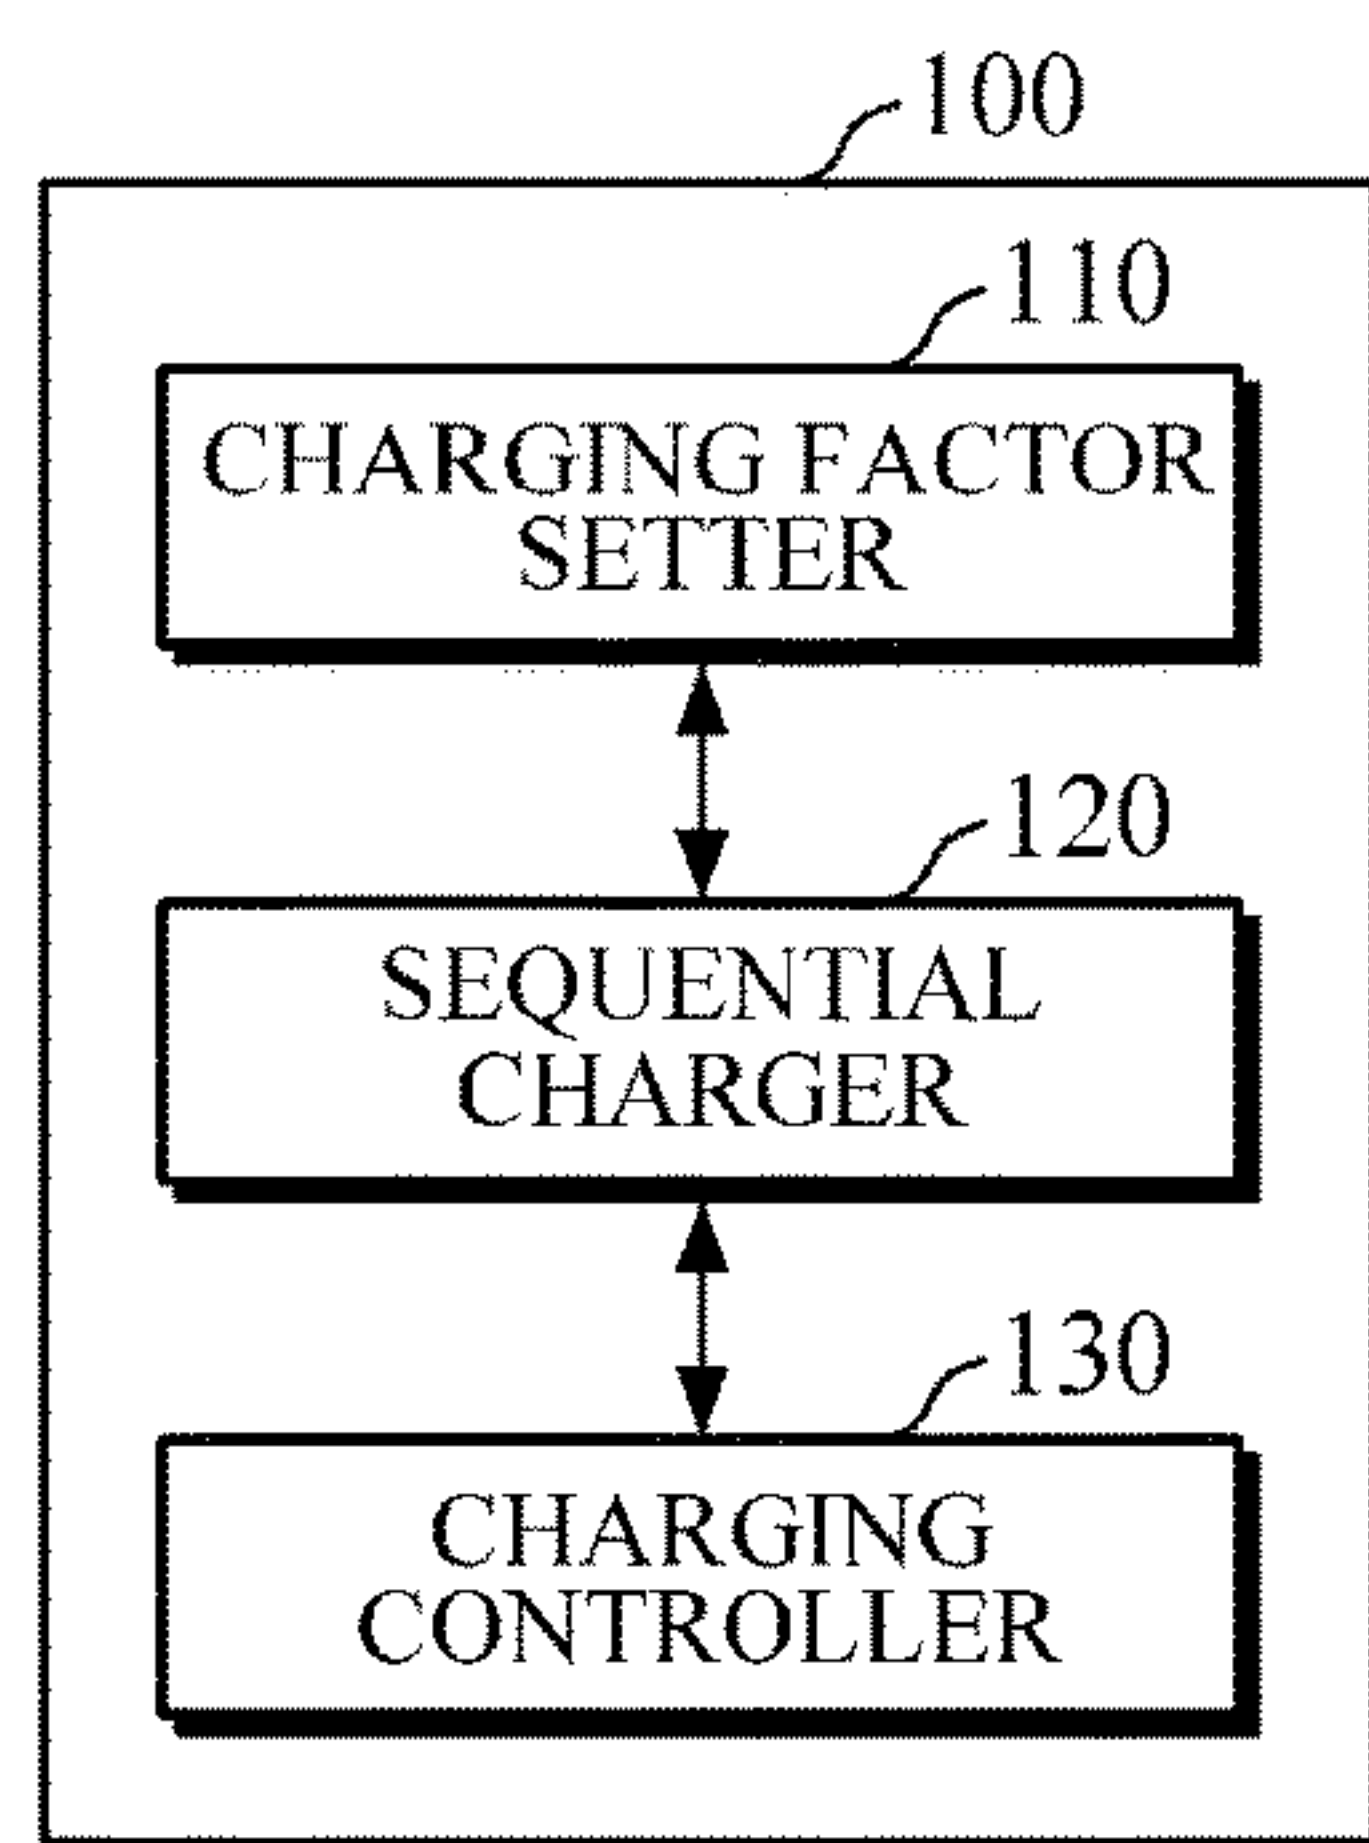 100
110
CHARGING FACTOR
SETTER
120
SEQUENTIAL
CHARGER
130
CHARGING
CONTROLLER